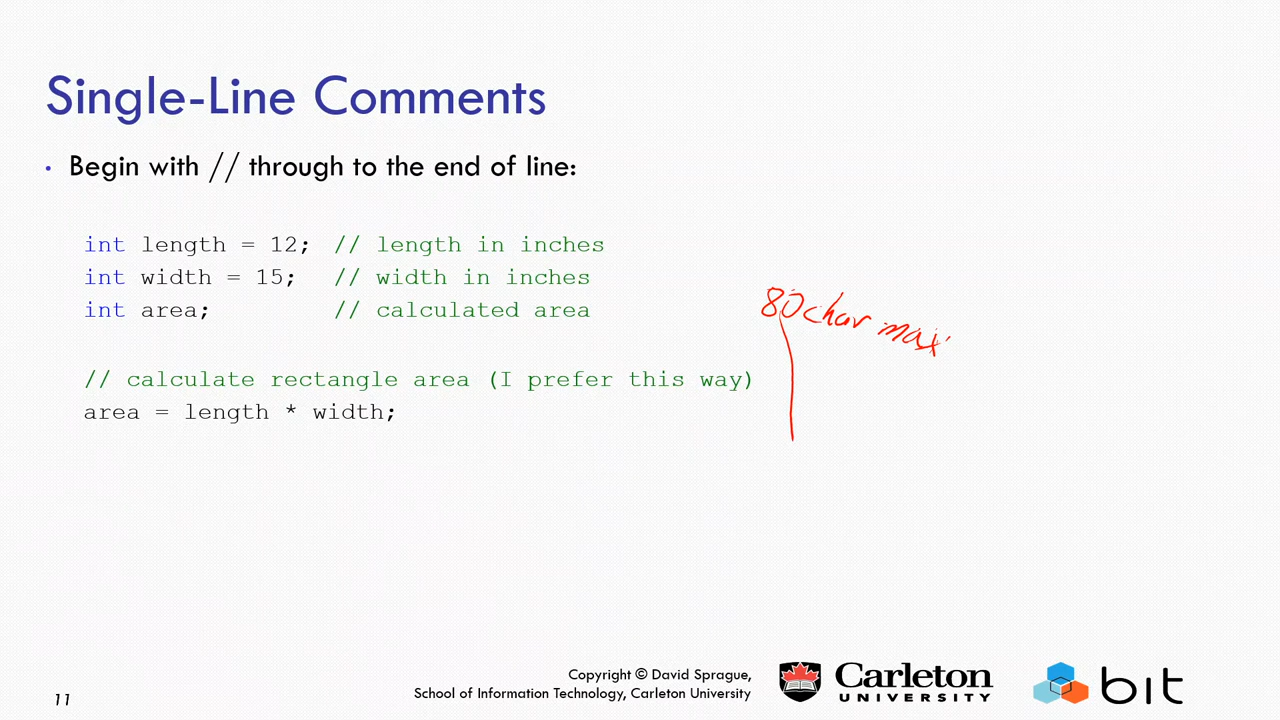 Single-Line Comments
• Begin with // through to the end of line:
int length = 12; // length in inches
int width = 15; // width in inches
int area; // calculated area
80 char max
// calculate rectangle area (I prefer this way)
area = length * width;
Copyright © David Sprague,
School of Information Technology, Carleton University
Carleton
UNIVERSITY
bit
11